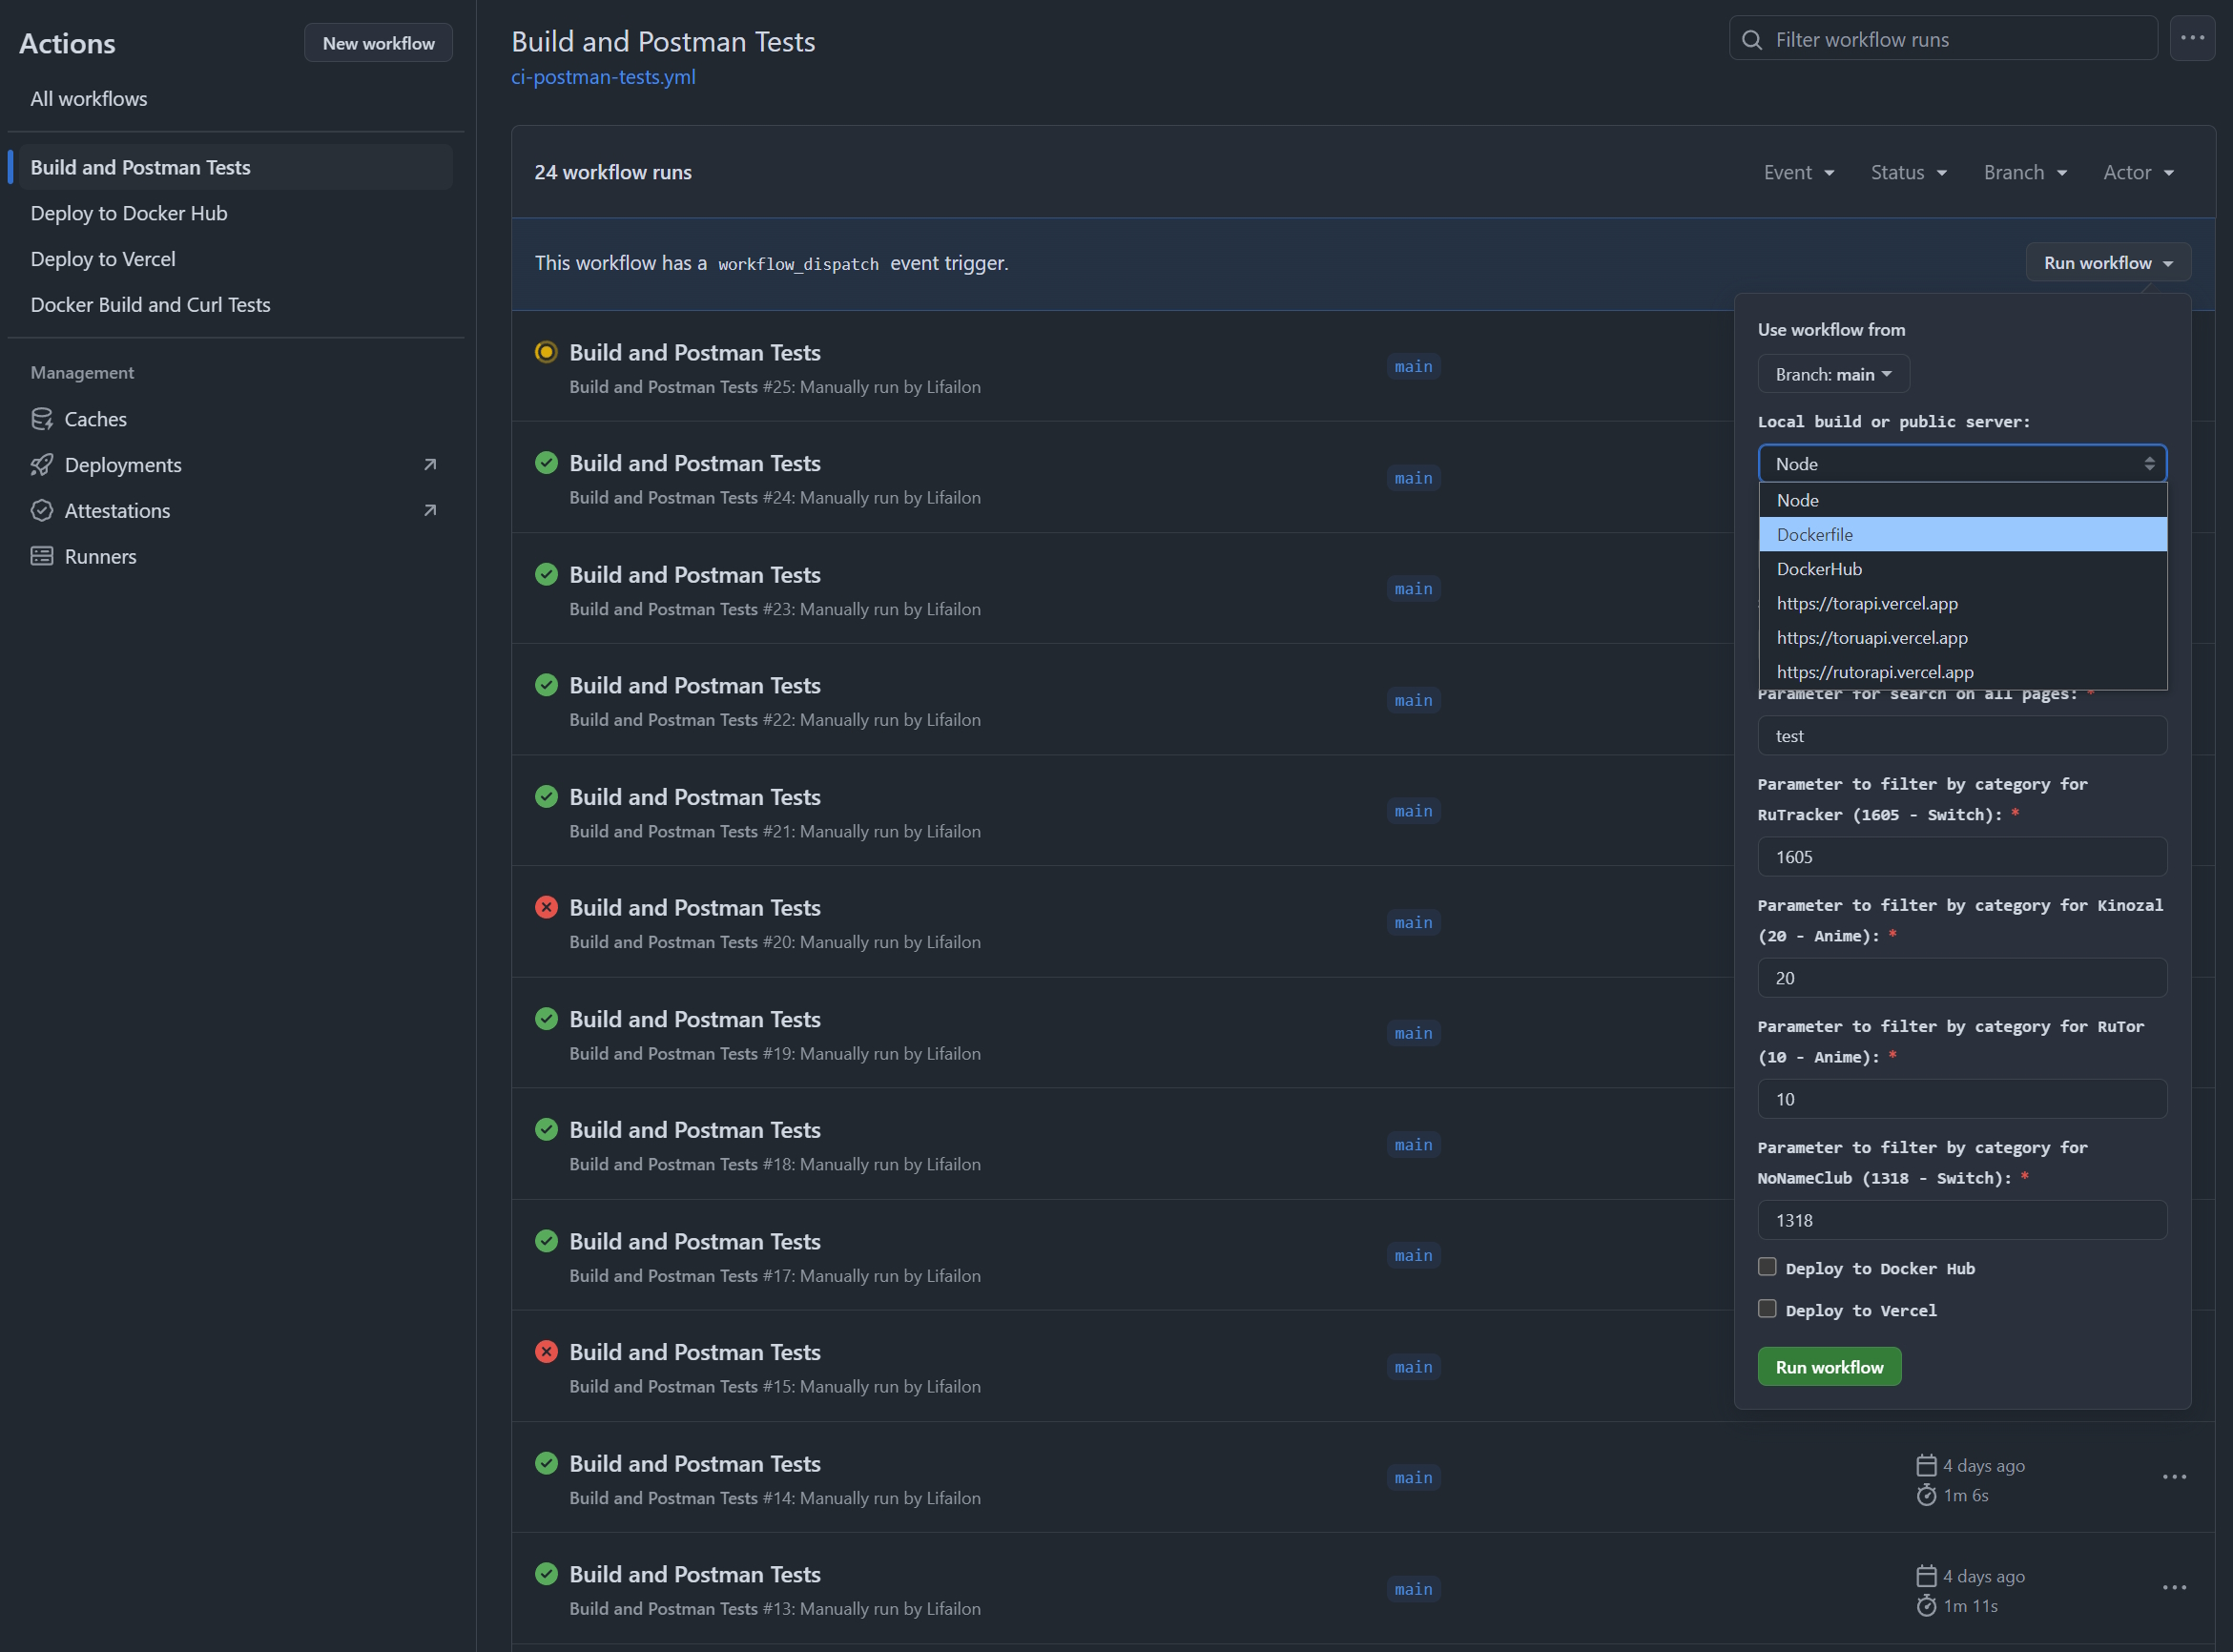 Actions
New workflow
All workflows
Build and Postman Tests
Deploy to Docker Hub
Deploy to Vercel
Docker Build and Curl Tests
Management
Caches
Deployments
Attestations
Runners
Build and Postman Tests
ci-postman-tests.yml
Filter workflow runs
24 workflow runs
Event Status Branch Actor
This workflow has a workflow_dispatch event trigger.
Run workflow
Build and Postman Tests
Build and Postman Tests #25: Manually run by Lifailon
main
Build and Postman Tests
Build and Postman Tests #24: Manually run by Lifailon
main
Build and Postman Tests
Build and Postman Tests #23: Manually run by Lifailon
main
Build and Postman Tests
Build and Postman Tests #22: Manually run by Lifailon
main
Build and Postman Tests
Build and Postman Tests #21: Manually run by Lifailon
main
Build and Postman Tests
Build and Postman Tests #20: Manually run by Lifailon
main
Build and Postman Tests
Build and Postman Tests #19: Manually run by Lifailon
main
Build and Postman Tests
Build and Postman Tests #18: Manually run by Lifailon
main
Build and Postman Tests
Build and Postman Tests #17: Manually run by Lifailon
main
Build and Postman Tests
Build and Postman Tests #15: Manually run by Lifailon
main
Build and Postman Tests
Build and Postman Tests #14: Manually run by Lifailon
main
4 days ago
1m 6s
Build and Postman Tests
Build and Postman Tests #13: Manually run by Lifailon
main
4 days ago
1m 11s
Use workflow from
Branch: main
Local build or public server:
Node
Node
Dockerfile
DockerHub
https://torapi.vercel.app
https://toruapi.vercel.app
https://rutorapi.vercel.app
Parameter for search on all pages: *
test
Parameter to filter by category for
RuTracker (1605 - Switch): *
1605
Parameter to filter by category for Kinozal
(20 - Anime): *
20
Parameter to filter by category for RuTor
(10 - Anime): *
10
Parameter to filter by category for
NoNameClub (1318 - Switch): *
1318
Deploy to Docker Hub
Deploy to Vercel
Run workflow